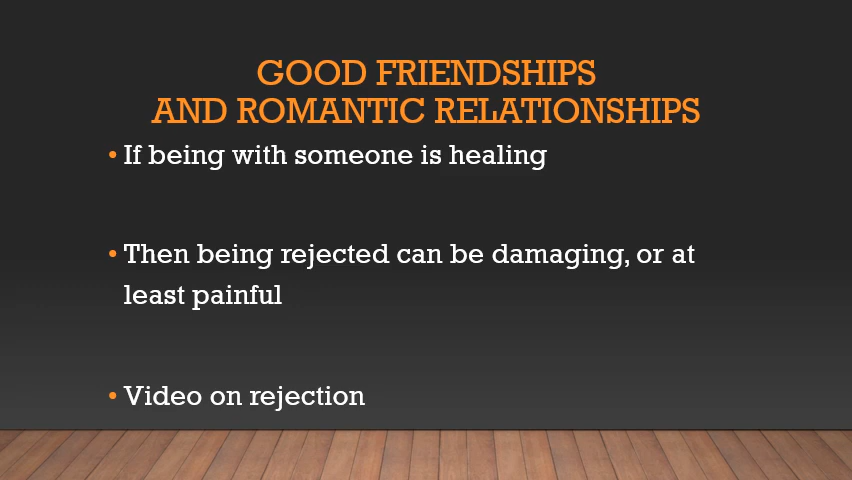 GOOD FRIENDSHIPS
AND ROMANTIC RELATIONSHIPS
• If being with someone is healing
• Then being rejected can be damaging, or at
least painful
• Video on rejection